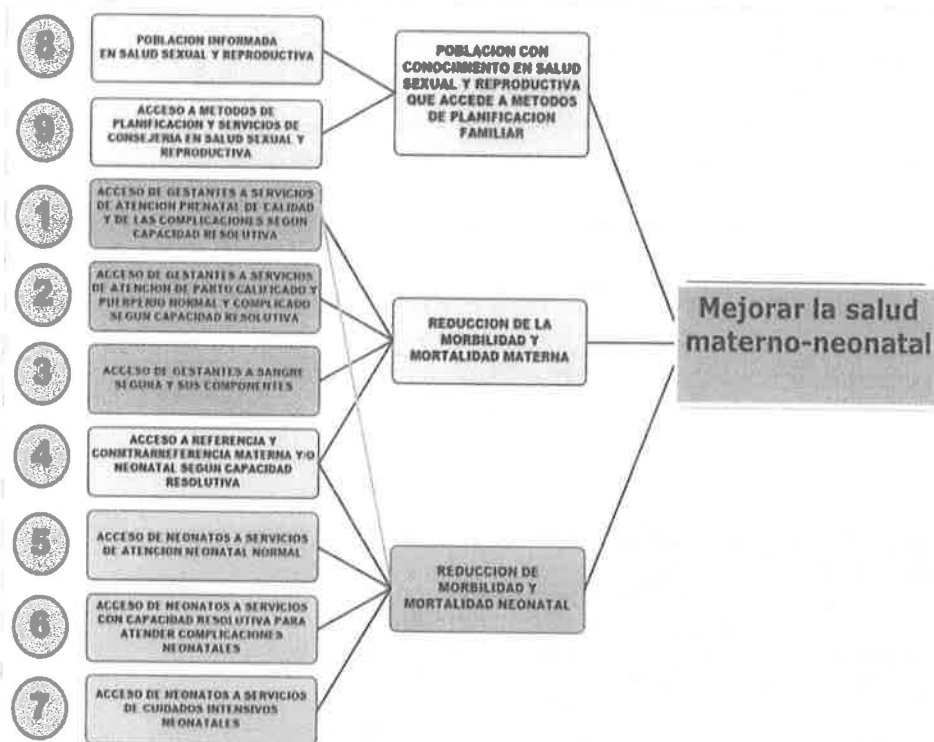 8
POBLACION INFORMADA
EN SALUD SEXUAL Y REPRODUCTIVA
9
ACCESO A METODOS DE
PLANIFICACION Y SERVICIOS DE
CONSEJERIA EN SALUD SEXUAL Y
REPRODUCTIVA
1
ACCESO DE GESTANTES A SERVICIOS
DE ATENCION PRENATAL DE CALIDAD
Y DE LAS COMPLICACIONES SEGUN
CAPACIDAD RESOLUTIVA
2
ACCESO DE GESTANTES A SERVICIOS
DE ATENCION DE PARTO CALIFICADO Y
PUERPERIO NORMAL Y COMPLICADO
SEGUN CAPACIDAD RESOLUTIVA
3
ACCESO DE GESTANTES A SANGRE
SEGURA Y SUS COMPONENTES
4
ACCESO A REFERENCIA Y
CONMTRARREFERENCIA MATERNA Y/O
NEONATAL SEGUN CAPACIDAD
RESOLUTIVA
5
ACCESO DE NEONATOS A SERVICIOS
DE ATENCION NEONATAL NORMAL
6
ACCESO DE NEONATOS A SERVICIOS
CON CAPACIDAD RESOLUTIVA PARA
ATENDER COMPLICACIONES
NEONATALES
7
ACCESO DE NEONATOS A SERVICIOS
DE CUIDADOS INTENSIVOS
NEONATALES
POBLACION CON
CONOCIMIENTO EN SALUD
SEXUAL Y REPRODUCTIVA
QUE ACCEDE A METODOS
DE PLANIFICACION
FAMILIAR
REDUCCION DE LA
MORBILIDAD Y
MORTALIDAD MATERNA
REDUCCION DE
MORBILIDAD Y
MORTALIDAD NEONATAL
Mejorar la salud
materno-neonatal